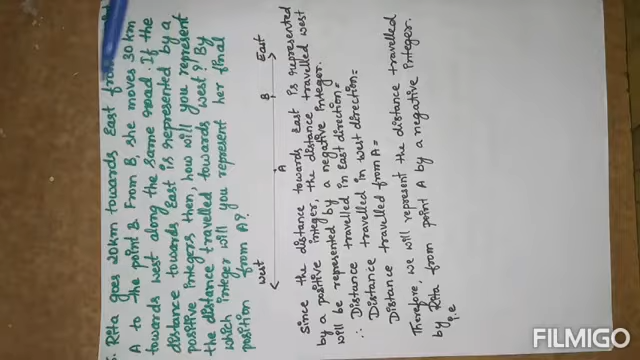 5. Rita goes 20km towards East from
A to the point B. From B, she moves 30km
towards west along the same road. If the
distance towards East is represented by a
positive integers then, how will you represent
the distance travelled towards west? By
which integer will you represent her final
position from A?
West A B East
Since the distance towards East is represented
by a positive integer, the distance travelled west
will be represented by a negative integer.
∴ Distance travelled in East direction=
Distance travelled in west direction=
Distance travelled from A=
Therefore, we will represent the distance travelled
by Rita from point A by a negative integer.
i.e
FILMIGO